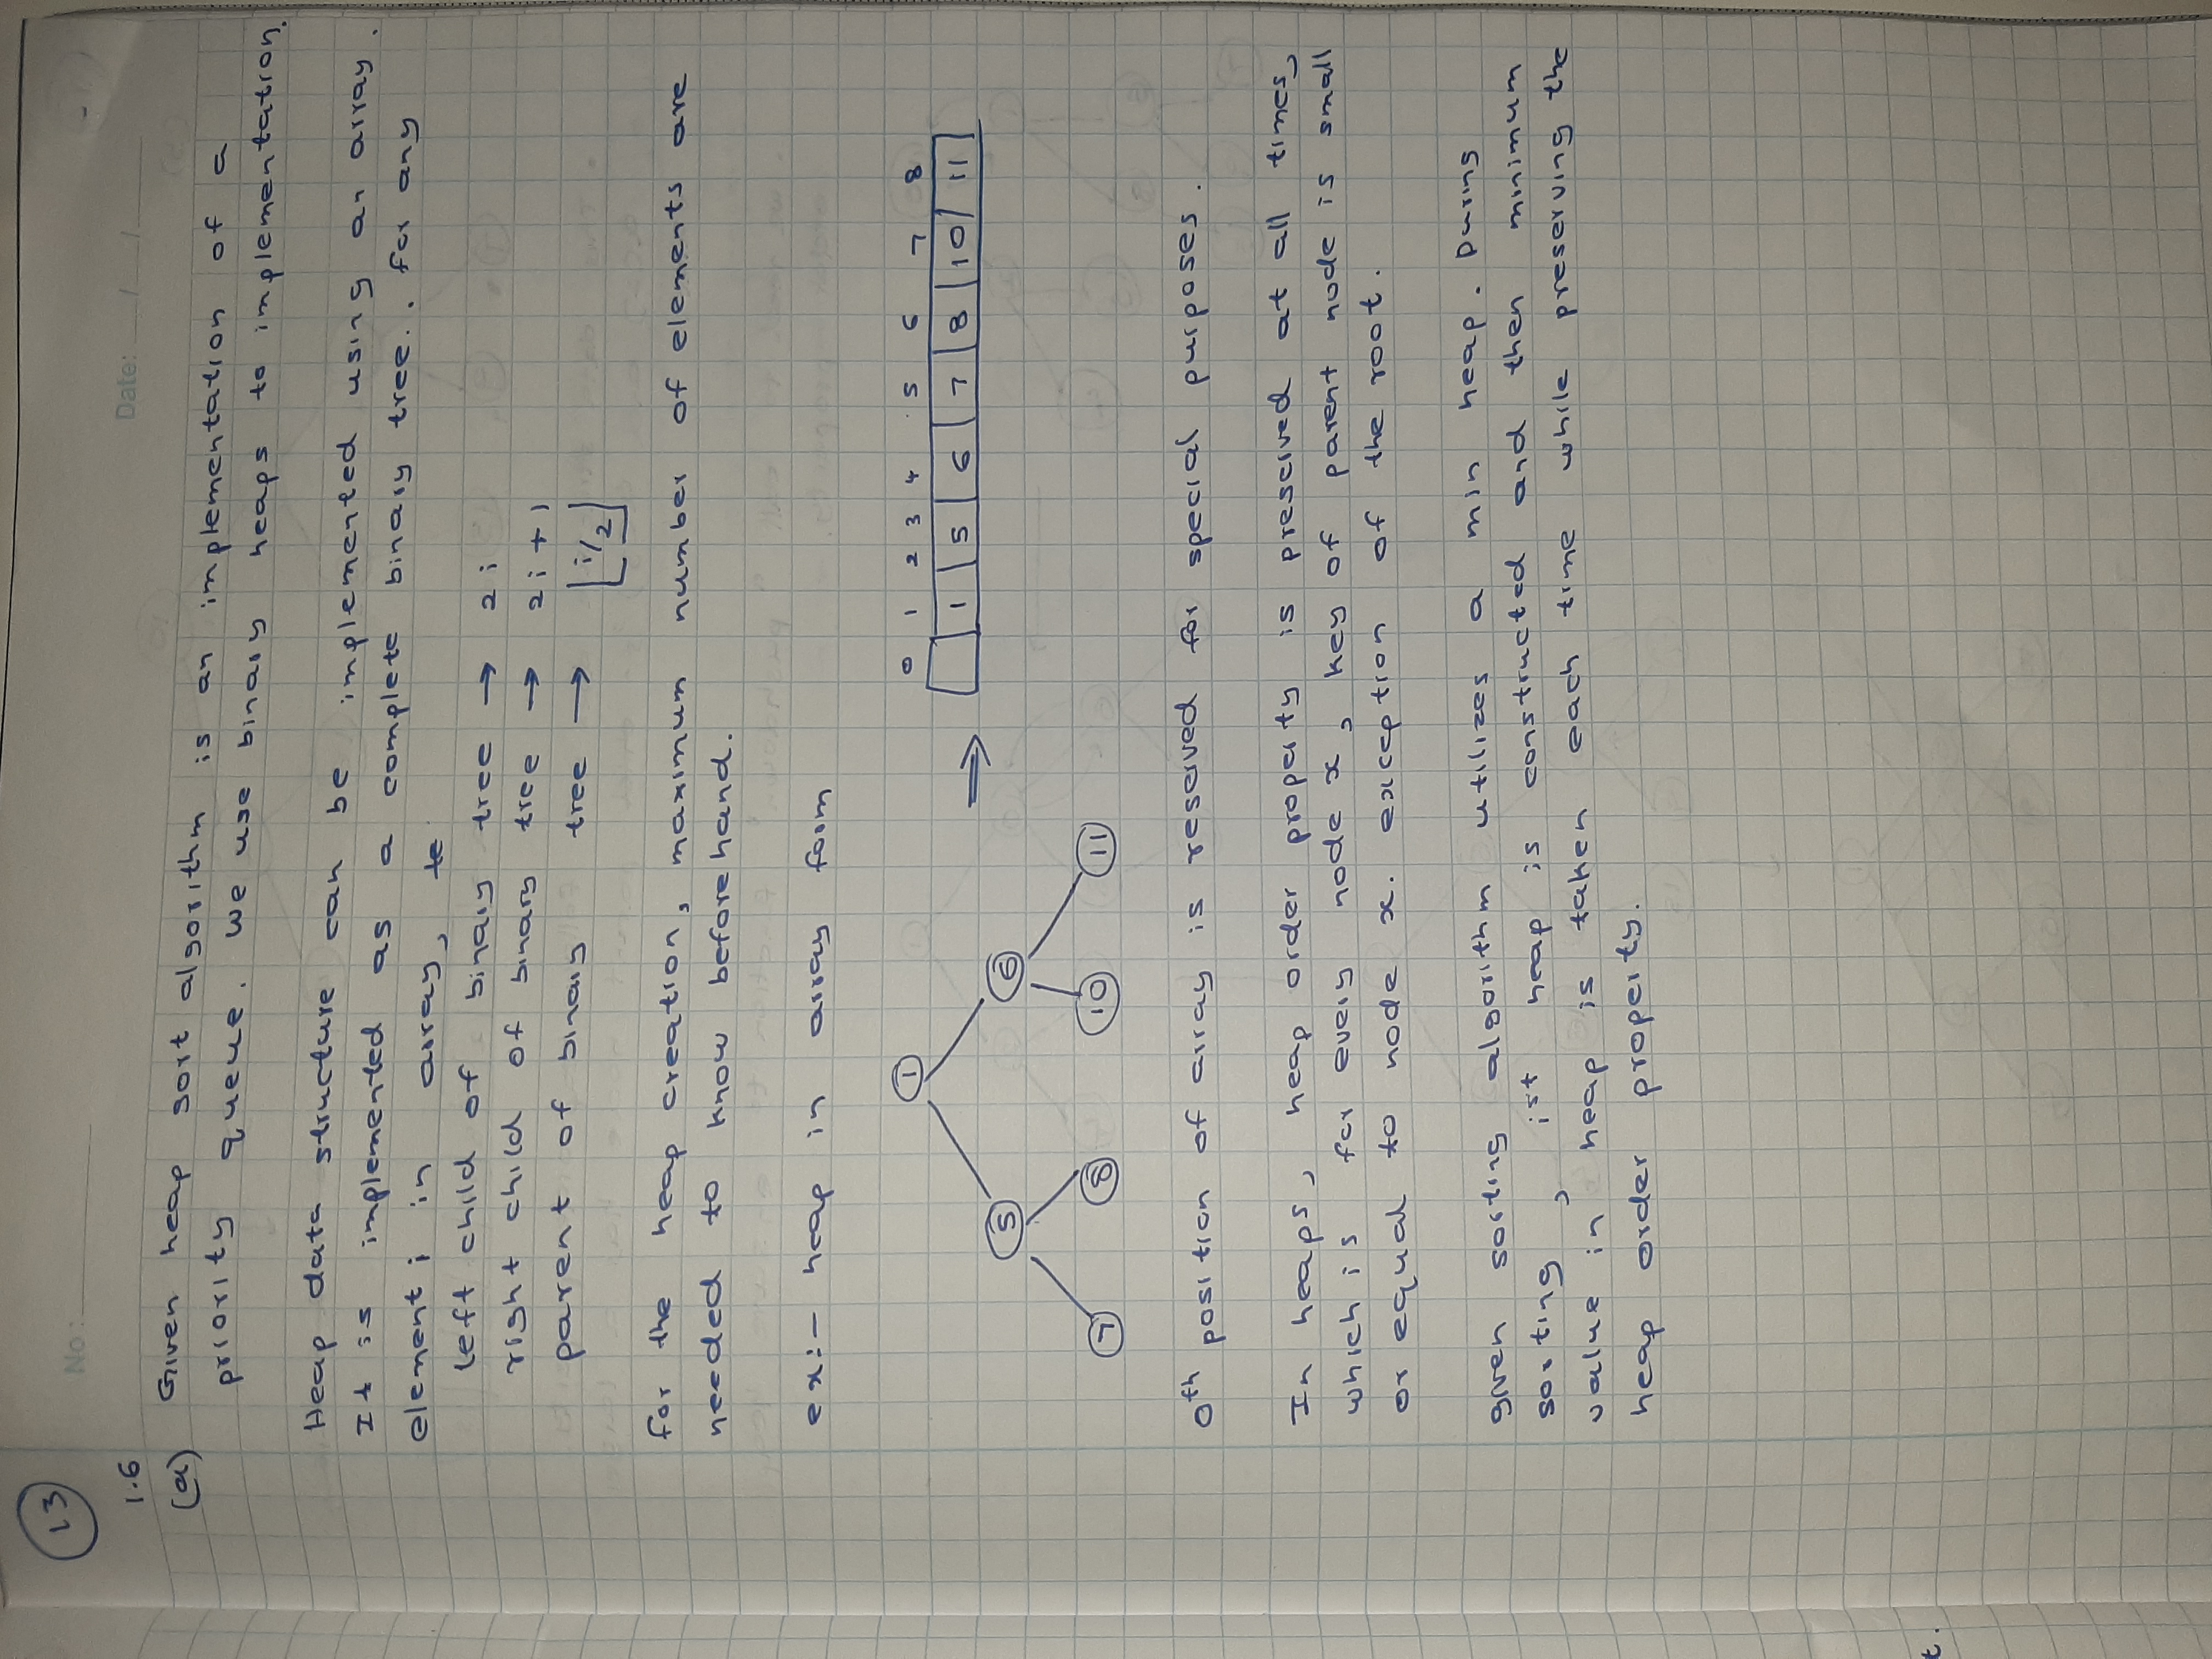 13
No :
Date: / /
1.6
(a) Given heap sort algorithm is an implementation of a
priority queue. We use binary heaps to implementation.
Heap data structure can be implemented using an array.
It is implemented as a complete binary tree.. for any
element i in array, te
left child of binary tree → 2i
right child of binary tree → 2i + 1
parent of binary tree → ⌊i/2⌋
for the heap creation, maximum number of elements are
needed to know beforehand.
ex:- heap in array form
0 1 2 3 4 5 6 7 8
1 ⇒ 1 5 6 7 8 10 11
5 6
7 8 10 11
0th position of array is reserved for special purposes.
In heaps, heap order property is preserved at all times,
which is for every node x, key of parent node is small
or equal to node x. exception of the root.
given sorting algorithm utilizes a min heap. During
sorting, 1st heap is constructed and then minimum
value in heap is taken each time while preserving the
heap order property.
t.